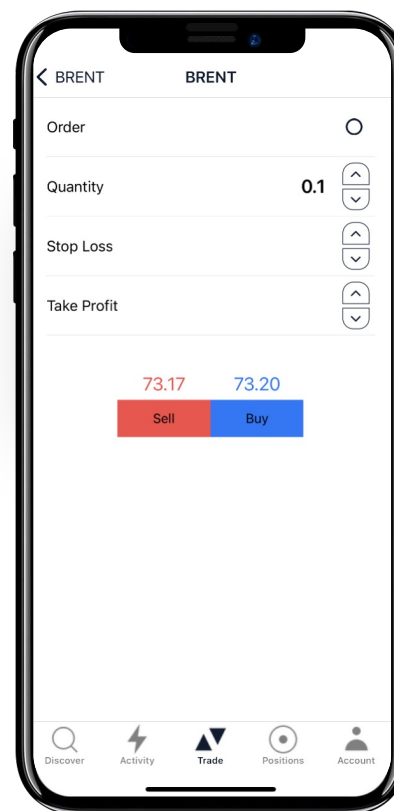 BRENT BRENT
Order
Quantity 0.1
Stop Loss
Take Profit
73.17 73.20
Sell Buy
Discover Activity Trade Positions Account